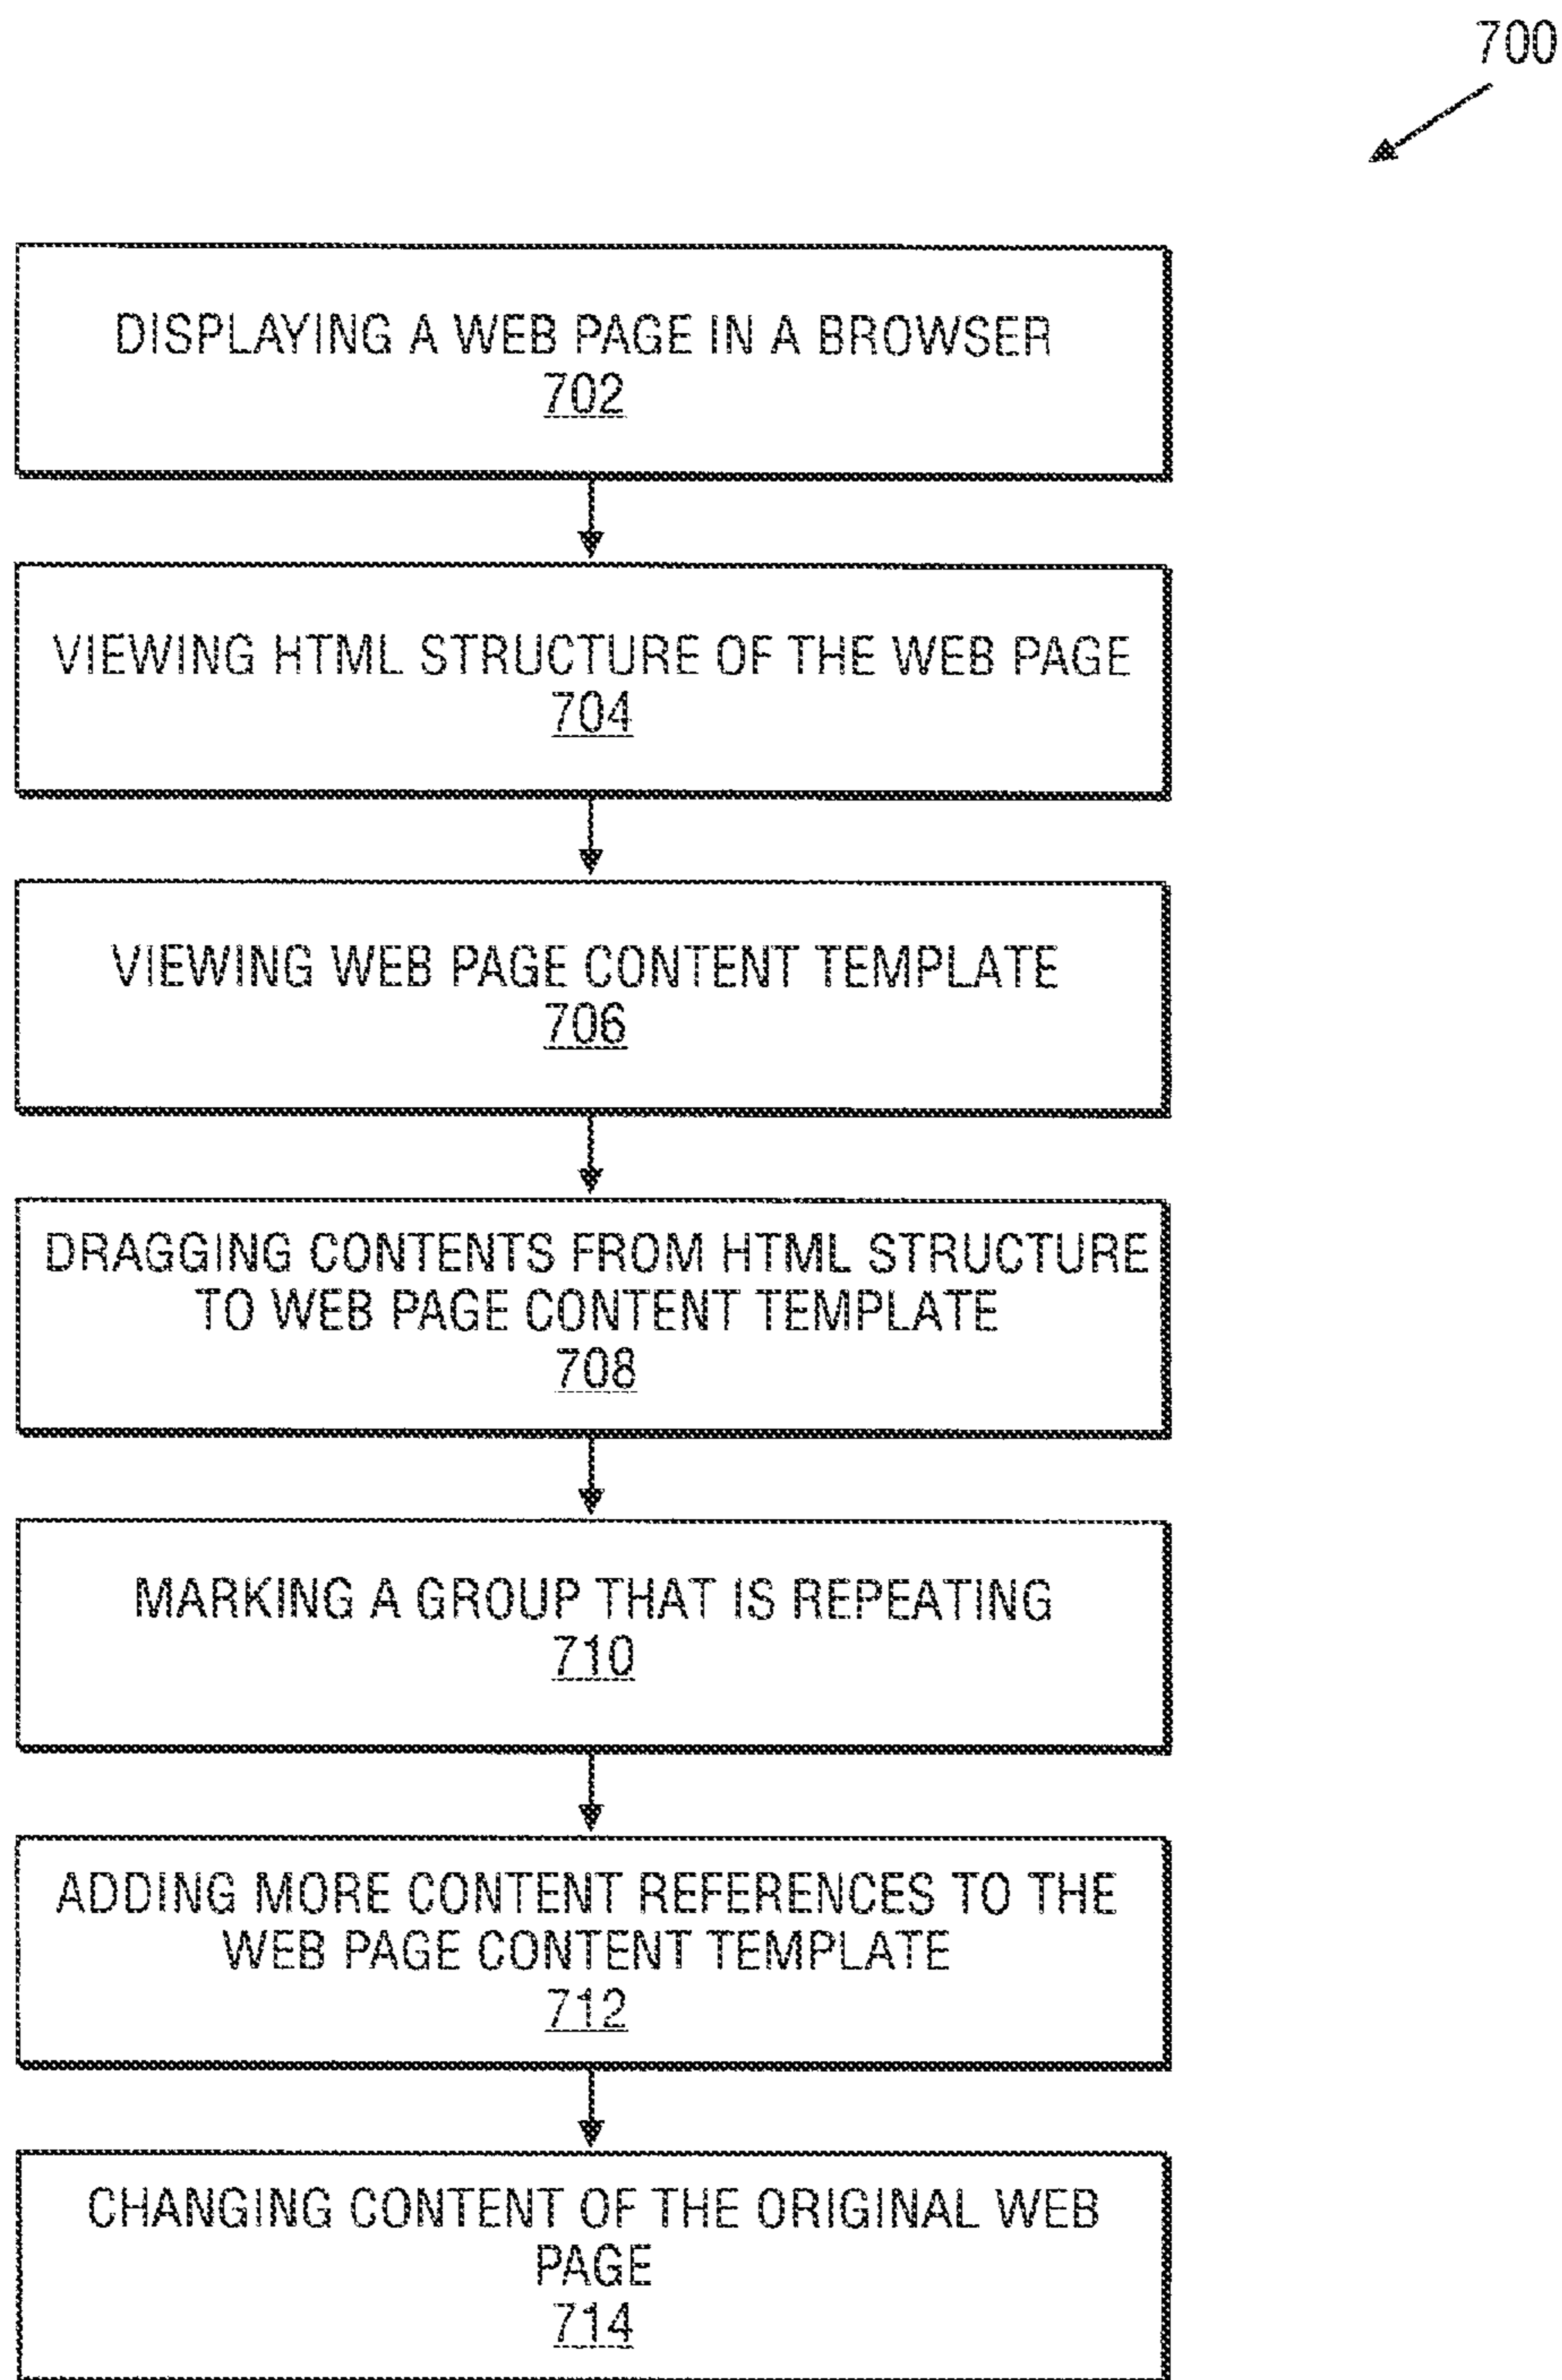 700
DISPLAYING A WEB PAGE IN A BROWSER
702
VIEWING HTML STRUCTURE OF THE WEB PAGE
704
VIEWING WEB PAGE CONTENT TEMPLATE
706
DRAGGING CONTENTS FROM HTML STRUCTURE
TO WEB PAGE CONTENT TEMPLATE
708
MARKING A GROUP THAT IS REPEATING
710
ADDING MORE CONTENT REFERENCES TO THE
WEB PAGE CONTENT TEMPLATE
712
CHANGING CONTENT OF THE ORIGINAL WEB
PAGE
714